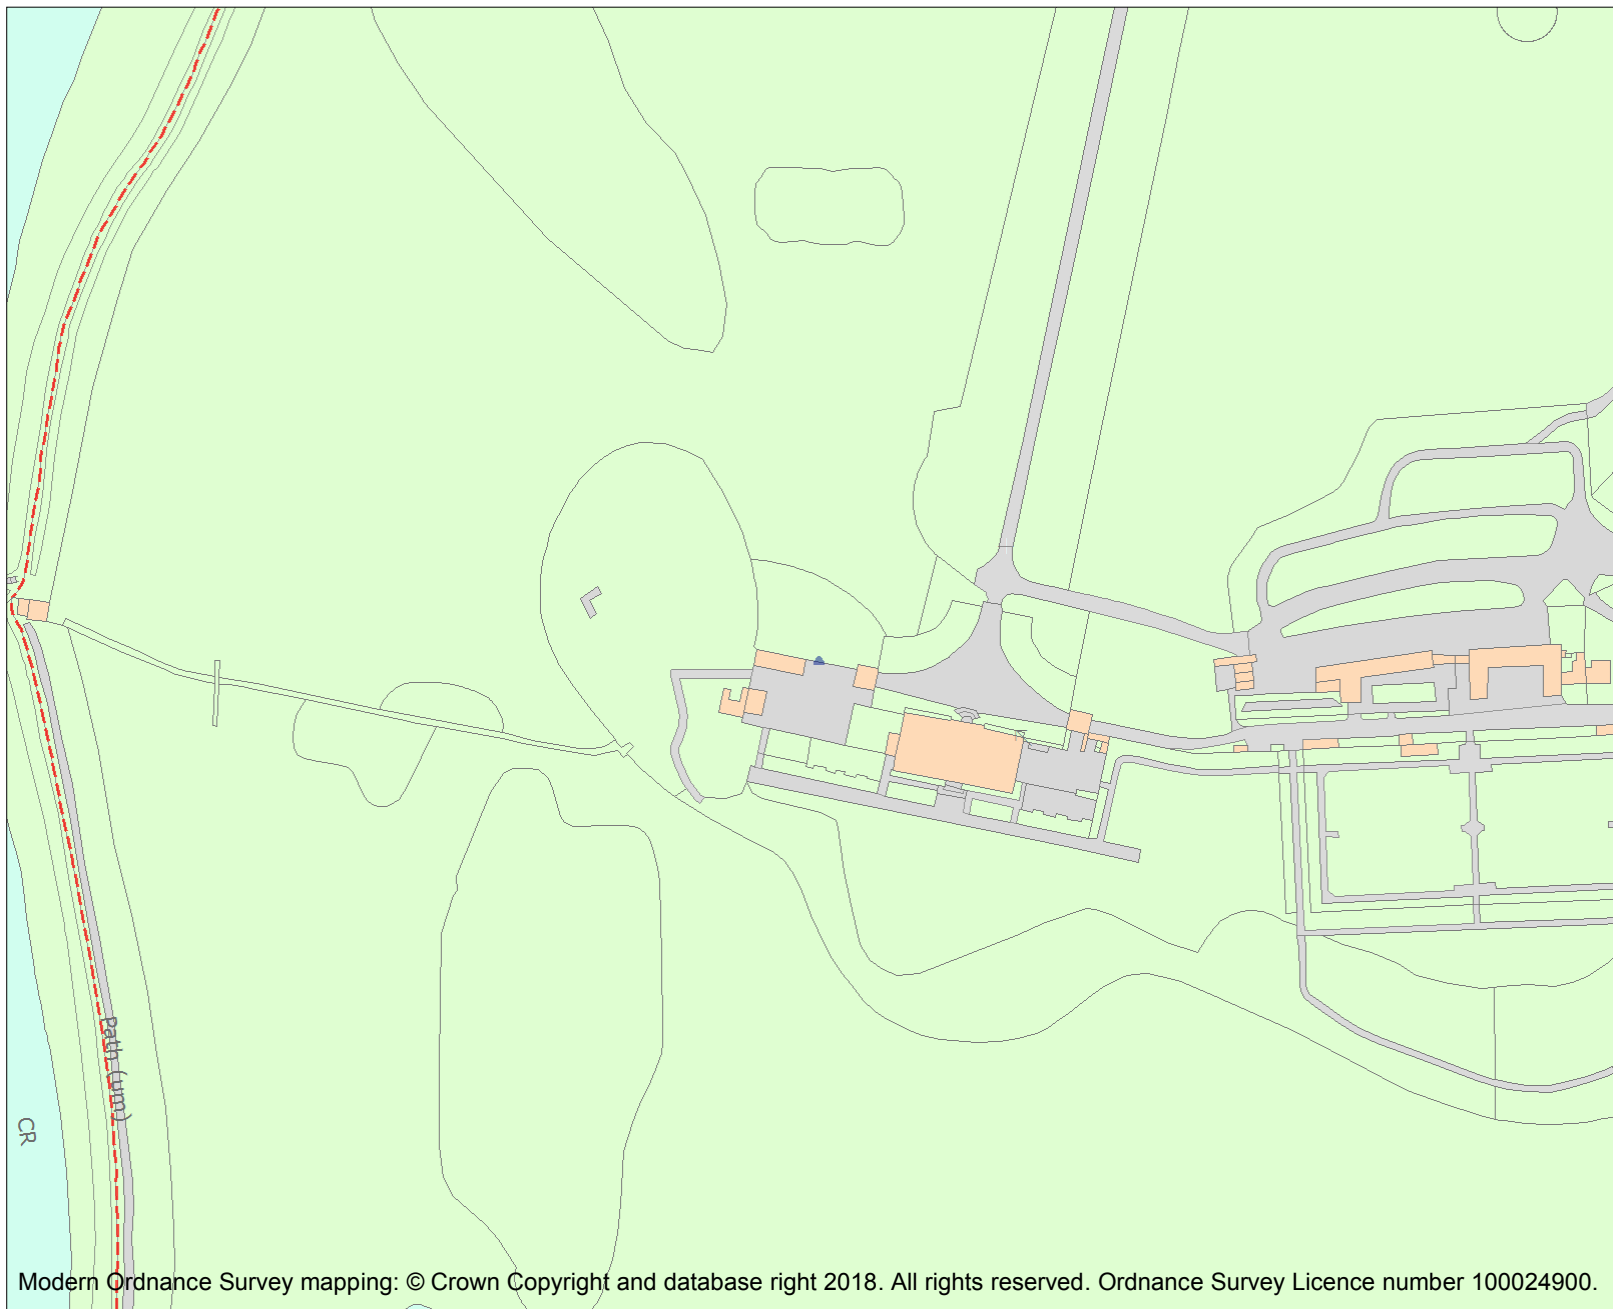 Path (um)
CR
Modern Ordnance Survey mapping: © Crown Copyright and database right 2018. All rights reserved. Ordnance Survey Licence number 100024900.